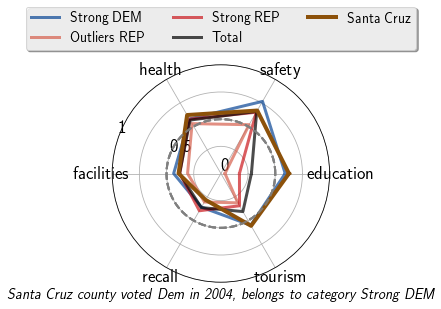 Strong DEM Strong REP Santa Cruz
Outliers REP Total
health safety
1
0.5
0
facilities education
recall tourism
Santa Cruz county voted Dem in 2004, belongs to category Strong DEM